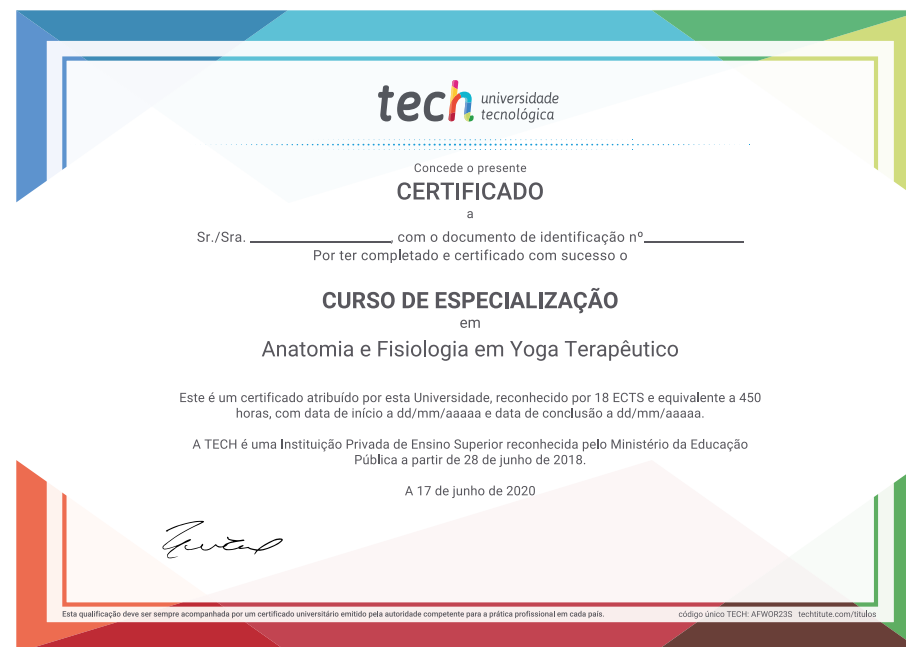 tech universidade
tecnológica
Concede o presente
CERTIFICADO
a
Sr./Sra. , com o documento de identificação nº
Por ter completado e certificado com sucesso o
CURSO DE ESPECIALIZAÇÃO
em
Anatomia e Fisiologia em Yoga Terapêutico
Este é um certificado atribuído por esta Universidade, reconhecido por 18 ECTS e equivalente a 450
horas, com data de início a dd/mm/aaaaa e data de conclusão a dd/mm/aaaaa.
A TECH é uma Instituição Privada de Ensino Superior reconhecida pelo Ministério da Educação
Pública a partir de 28 de junho de 2018.
A 17 de junho de 2020
Esta qualificação deve ser sempre acompanhada por um certificado universitário emitido pela autoridade competente para a prática profissional em cada país. código único TECH: AFWOR23S techtitute.com/titulos